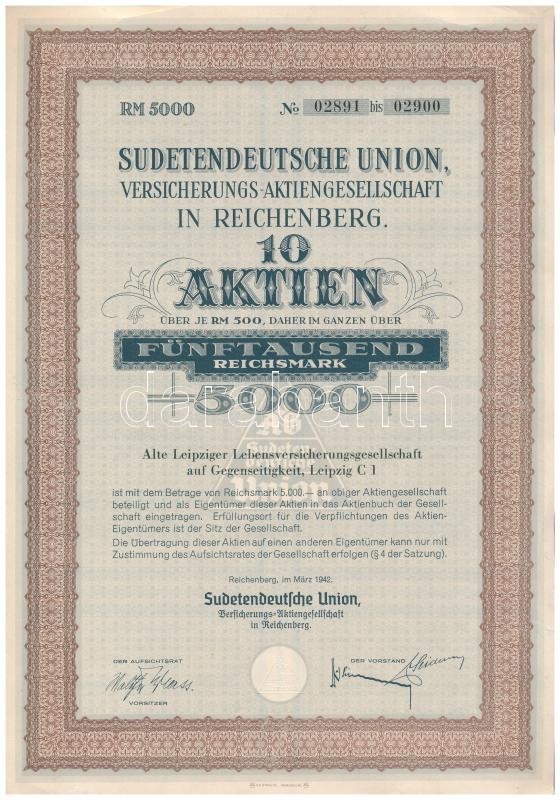 RM 5000 No 02891 bis 02900
SUDETENDEUTSCHE UNION,
VERSICHERUNGS-AKTIENGESELLSCHAFT
IN REICHENBERG.
10
AKTIEN
ÜBER JE RM 500, DAHER IM GANZEN ÜBER
FÜNFTAUSEND
REICHSMARK
5000
Sudeten-
Union
Alte Leipziger Lebensversicherungsgesellschaft
auf Gegenseitigkeit, Leipzig C 1
ist mit dem Betrage von Reichsmark 5.000.— an obiger Aktiengesellschaft
beteiligt und als Eigentümer dieser Aktien in das Aktienbuch der Gesell-
schaft eingetragen. Erfüllungsort für die Verpflichtungen des Aktien-
Eigentümers ist der Sitz der Gesellschaft.
Die Übertragung dieser Aktien auf einen anderen Eigentümer kann nur mit
Zustimmung des Aufsichtsrates der Gesellschaft erfolgen (§ 4 der Satzung).
Reichenberg, im März 1942.
Sudetendeutsche Union,
Versicherungs-Aktiengesellschaft
in Reichenberg.
DER AUFSICHTSRAT DER VORSTAND
VORSITZER
darabanth